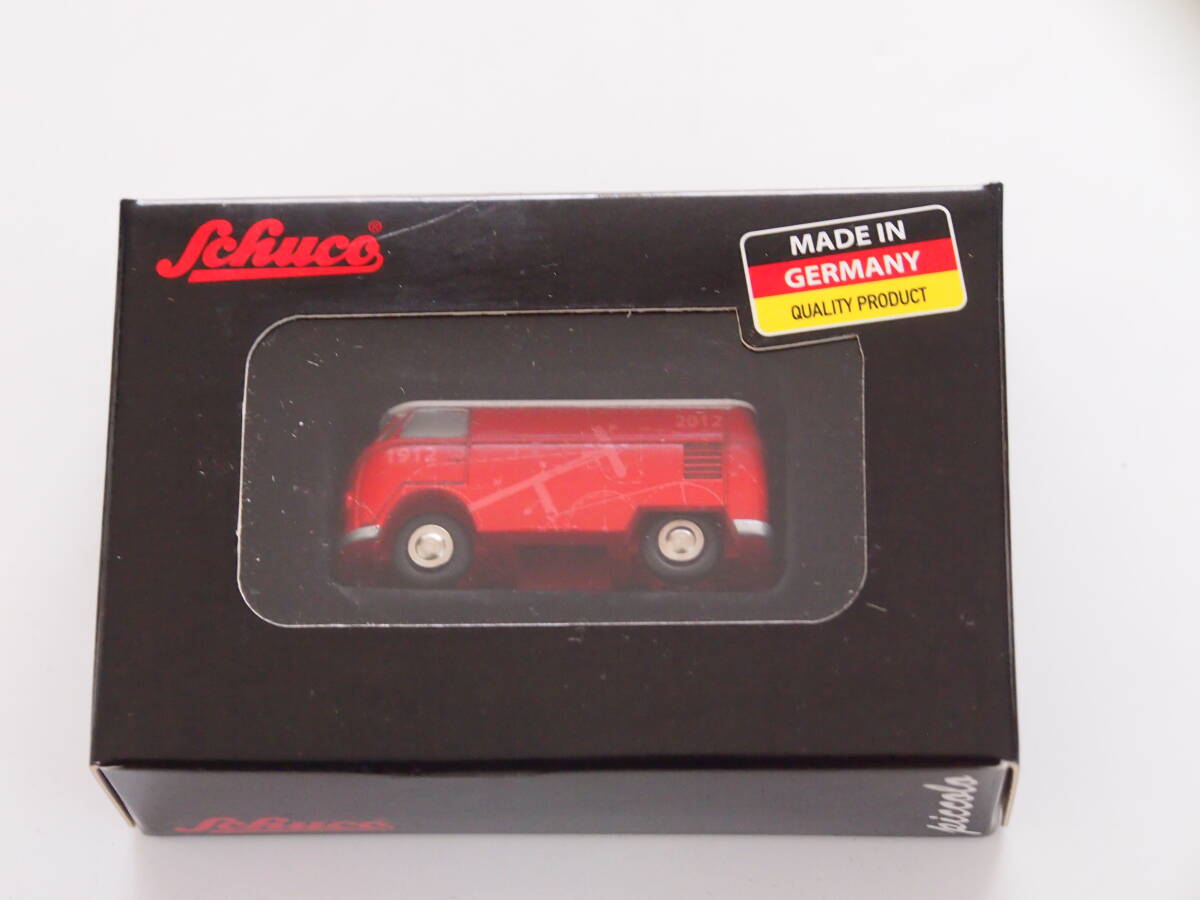 Schuco®
MADE IN
GERMANY
QUALITY PRODUCT
2012
1912
Schuco
piccolo